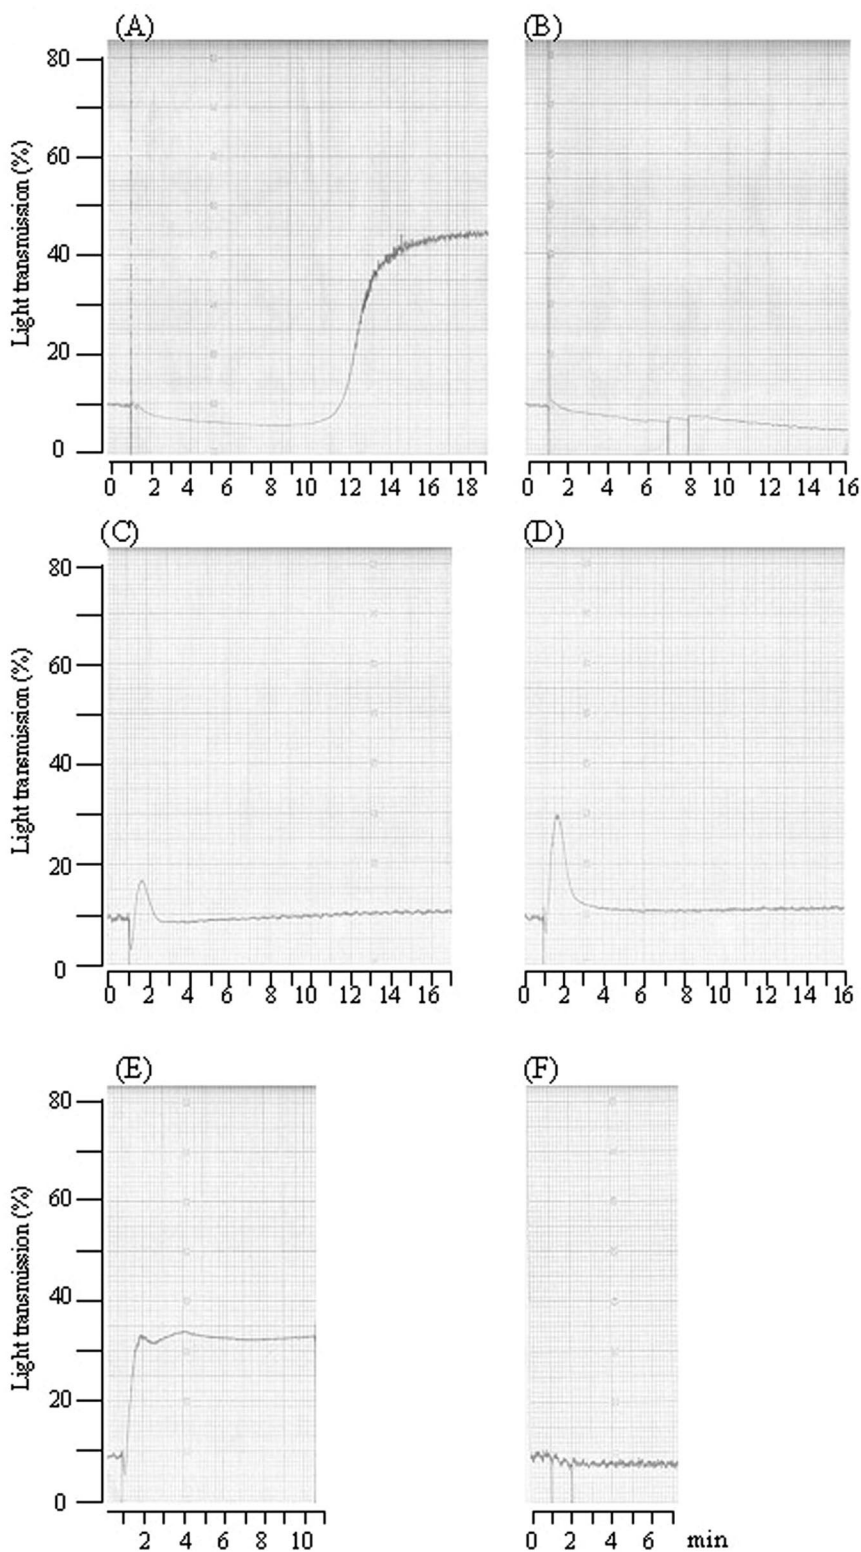 (A) (B)
80
60
40
20
0
Light transmission (%)
0 2 4 6 8 10 12 14 16 18
0 2 4 6 8 10 12 14 16
(C) (D)
80
60
40
20
0
Light transmission (%)
0 2 4 6 8 10 12 14 16
0 2 4 6 8 10 12 14 16
(E) (F)
80
60
40
20
0
Light transmission (%)
2 4 6 8 10
0 2 4 6 min